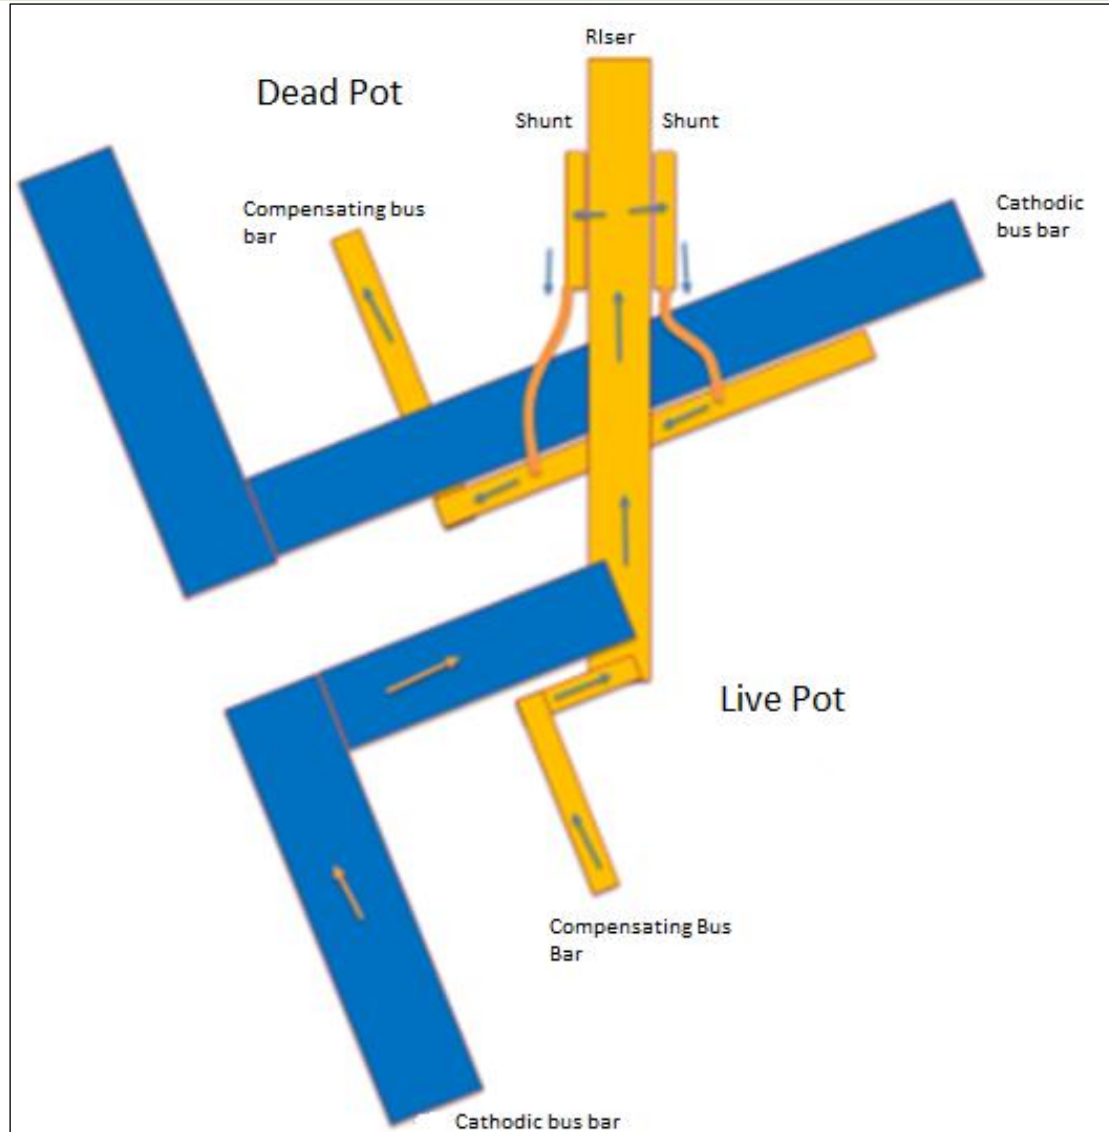 RIser
Dead Pot
Shunt
Shunt
Compensating bus
bar
Cathodic
bus bar
Live Pot
Compensating Bus
Bar
Cathodic bus bar